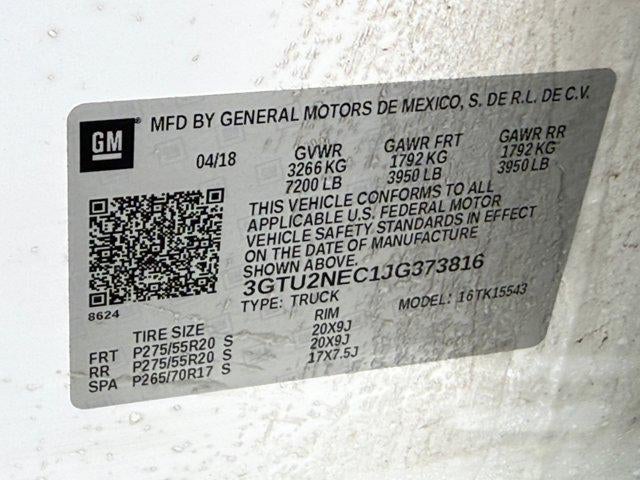 GM
MFD BY GENERAL MOTORS DE MEXICO, S. DE R.L. DE C.V.
04/18 GVWR GAWR FRT GAWR RR
3266 KG 1792 KG 1792 KG
7200 LB 3950 LB 3950 LB
THIS VEHICLE CONFORMS TO ALL
APPLICABLE U.S. FEDERAL MOTOR
VEHICLE SAFETY STANDARDS IN EFFECT
ON THE DATE OF MANUFACTURE
SHOWN ABOVE.
3GTU2NEC1JG373816
8624
TYPE: TRUCK MODEL: 16TK15543
TIRE SIZE RIM
FRT P275/55R20 S 20X9J
RR P275/55R20 S 20X9J
SPA P265/70R17 S 17X7.5J